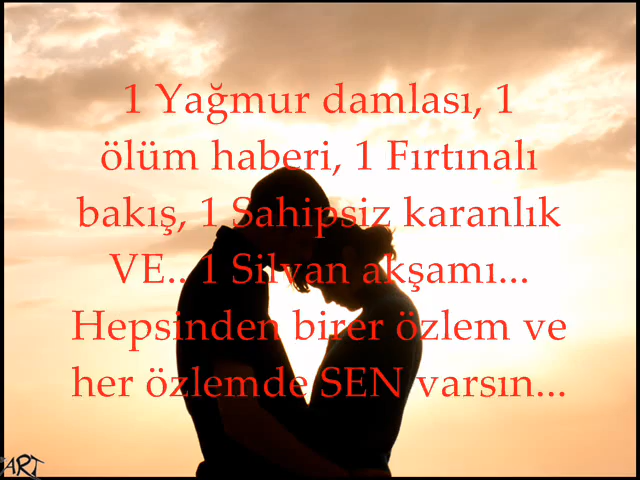 1 Yağmur damlası, 1
ölüm haberi, 1 Fırtınalı
bakış, 1 Sahipsiz karanlık
VE.. 1 Silvan akşamı...
Hepsinden birer özlem ve
her özlemde SEN varsın...
ART